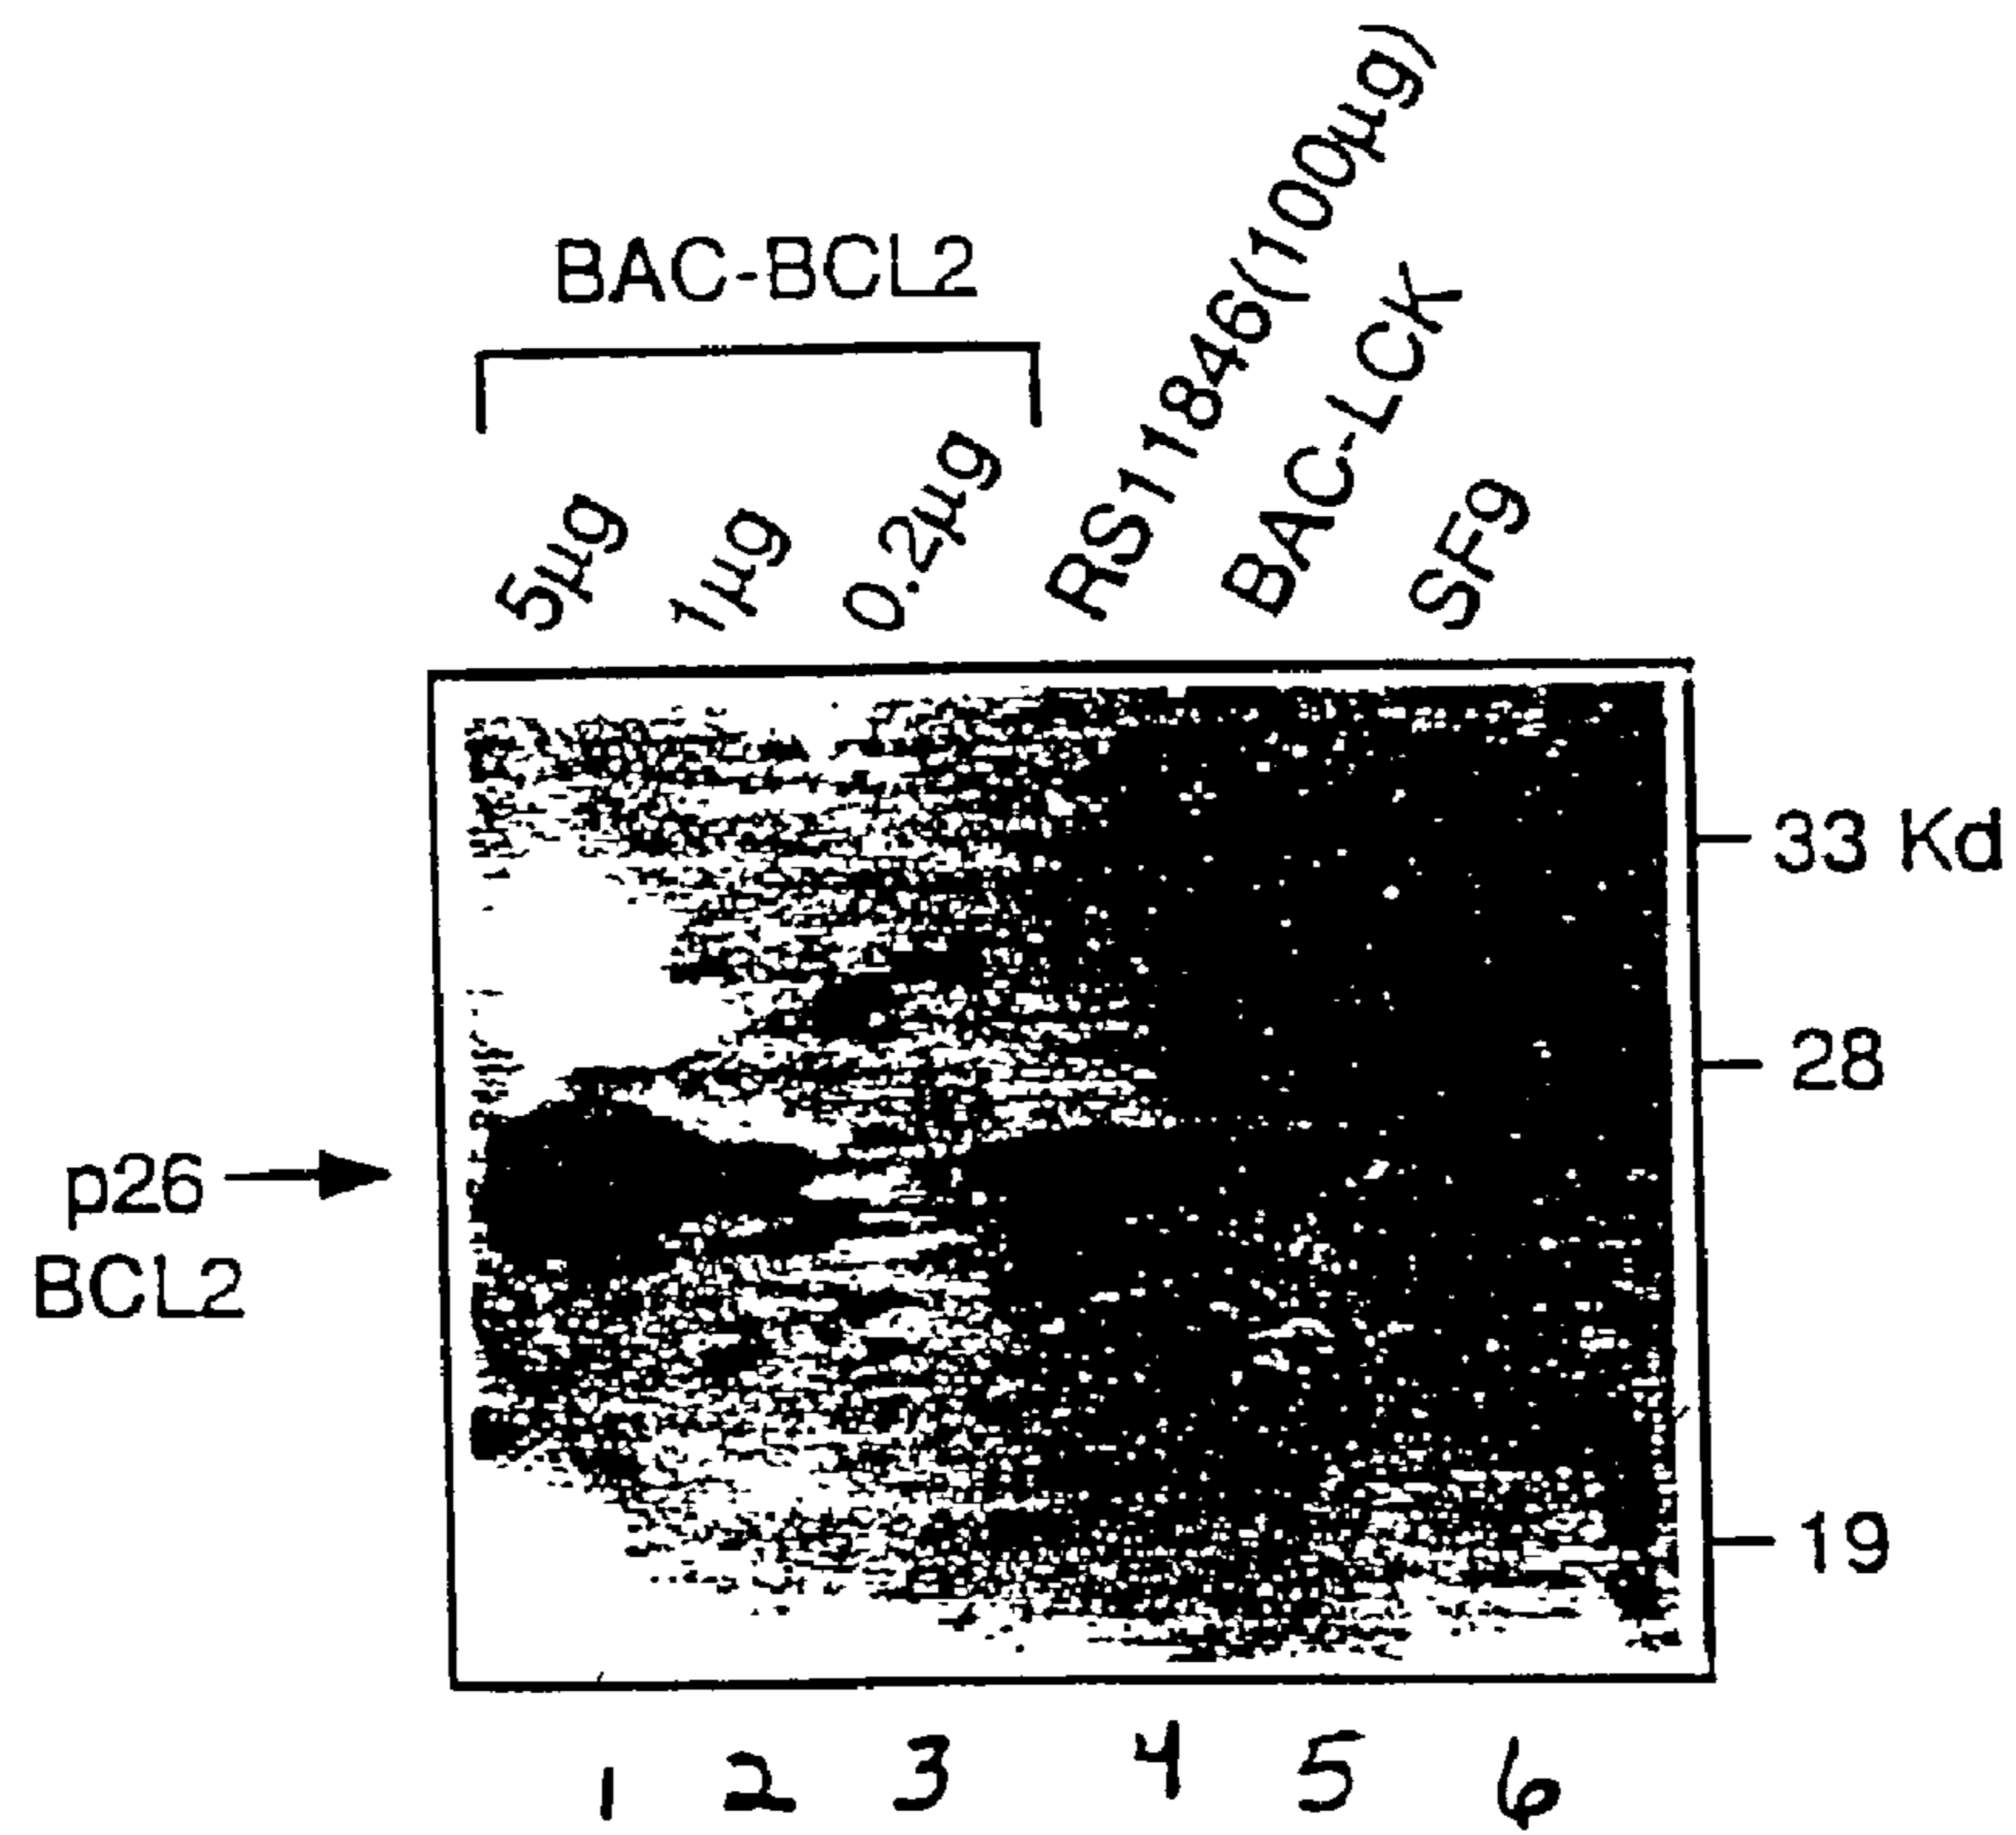 BAC-BCL2
5µg
1µg
0.2µg
RS11846(100µg)
BAC-LCK
SF9
33 Kd
28
p26
BCL2
19
1 2 3 4 5 6